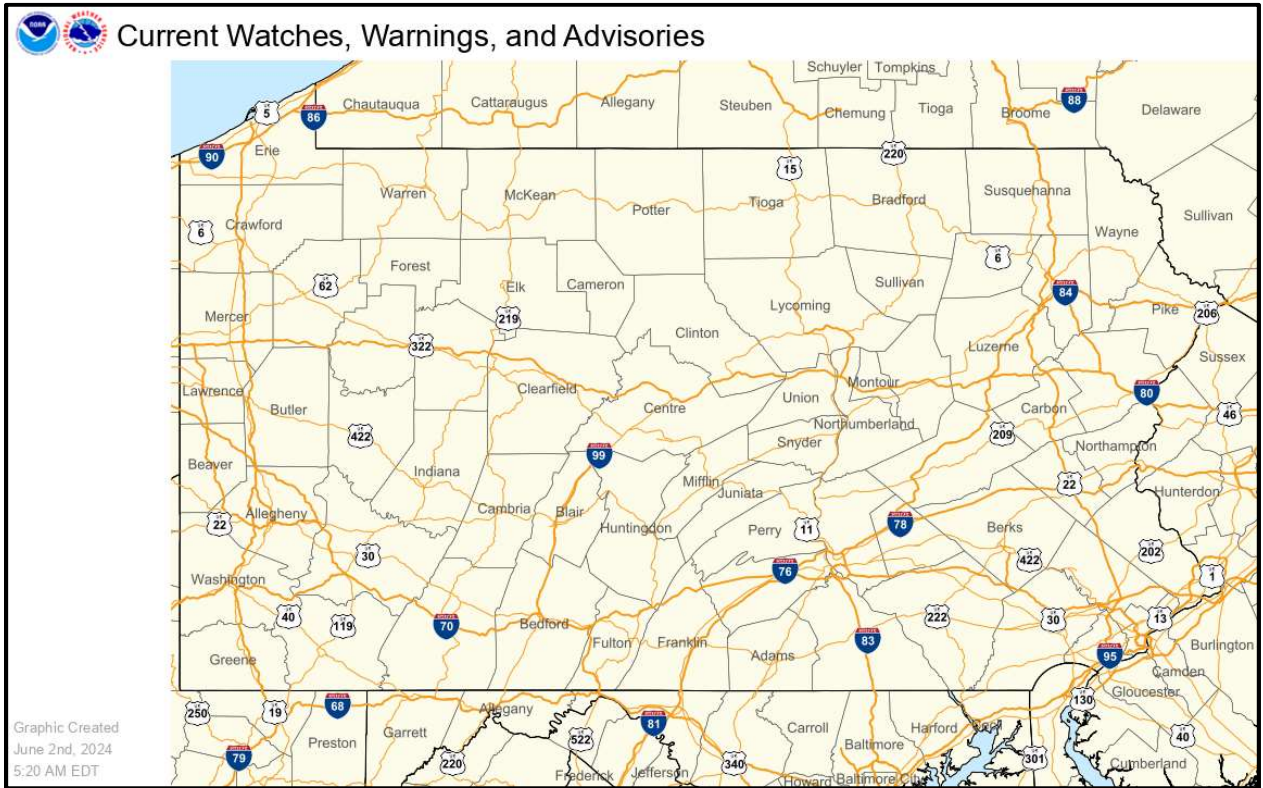 Current Watches, Warnings, and Advisories
Schuyler Tompkins
5
86
Chautauqua
Cattaraugus
Allegany
Steuben
Chemung
Tioga
Broome
88
Delaware
90
Erie
15
220
Warren
McKean
Potter
Tioga
Bradford
Susquehanna
6
Crawford
Sullivan
Wayne
Forest
62
Elk
Cameron
Sullivan
6
84
Mercer
219
Lycoming
Pike
206
322
Clinton
Luzerne
Sussex
Lawrence
Butler
Clearfield
Centre
Union
Montour
Carbon
80
46
422
99
Snyder
Northumberland
209
Northampton
Beaver
Indiana
Mifflin
Juniata
22
Hunterdon
22
Allegheny
Cambria
Blair
Huntingdon
Perry
11
78
Berks
30
76
422
202
1
Washington
40
119
70
Bedford
Fulton
Franklin
Adams
83
222
30
13
Burlington
Greene
95
Camden
Gloucester
250
19
68
Allegany
130
Graphic Created
June 2nd, 2024
5:20 AM EDT
79
Preston
Garrett
220
522
81
Carroll
Harford
Cecil
40
Frederick
Jefferson
340
Baltimore
Howard
Baltimore City
301
Cumberland